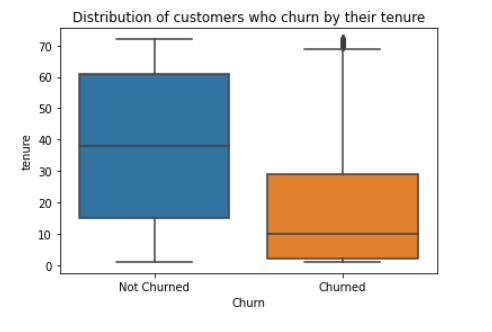 Distribution of customers who churn by their tenure
70
60
50
40
30
20
10
0
tenure
Not Churned
Churned
Churn